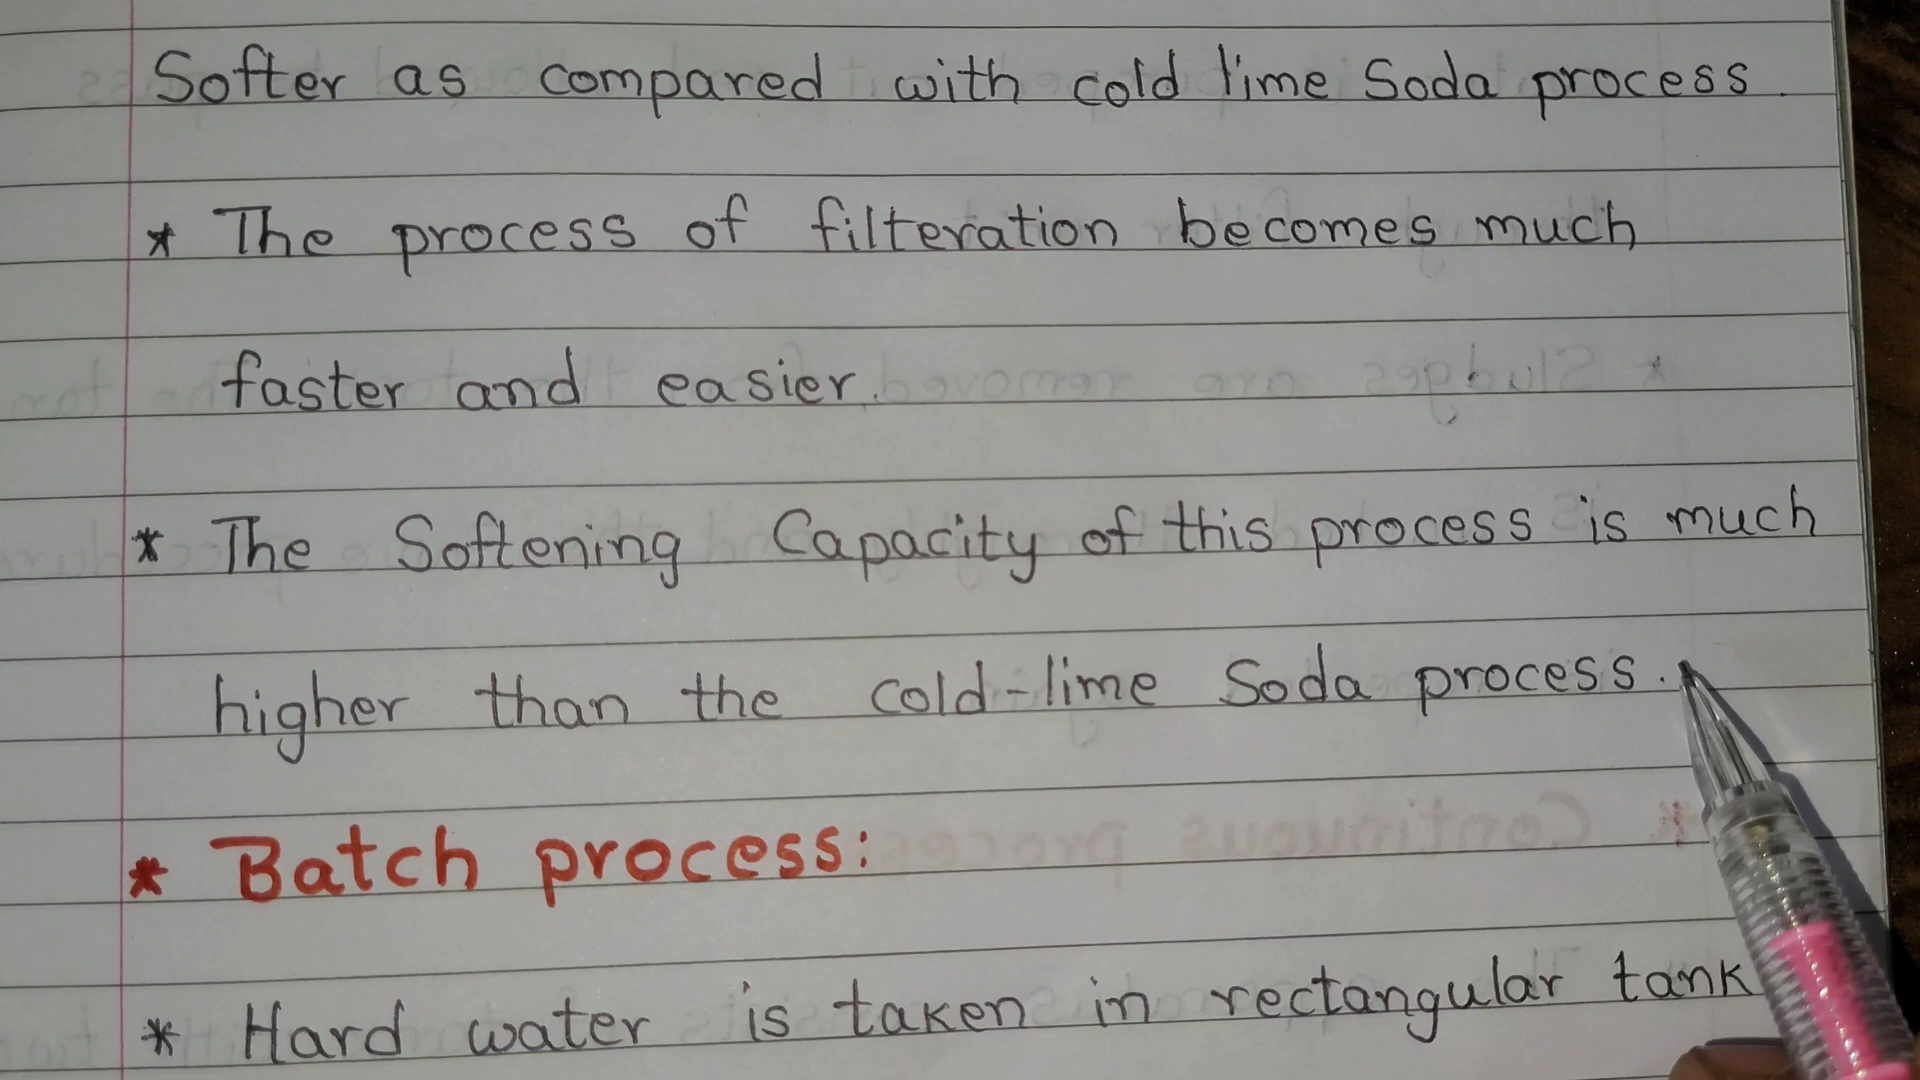 Softer as compared with cold lime Soda process.
* The process of filteration becomes much
faster and easier.
* The Softening Capacity of this process is much
higher than the cold-lime Soda process.
* Batch process:
* Hard water is taken in rectangular tank